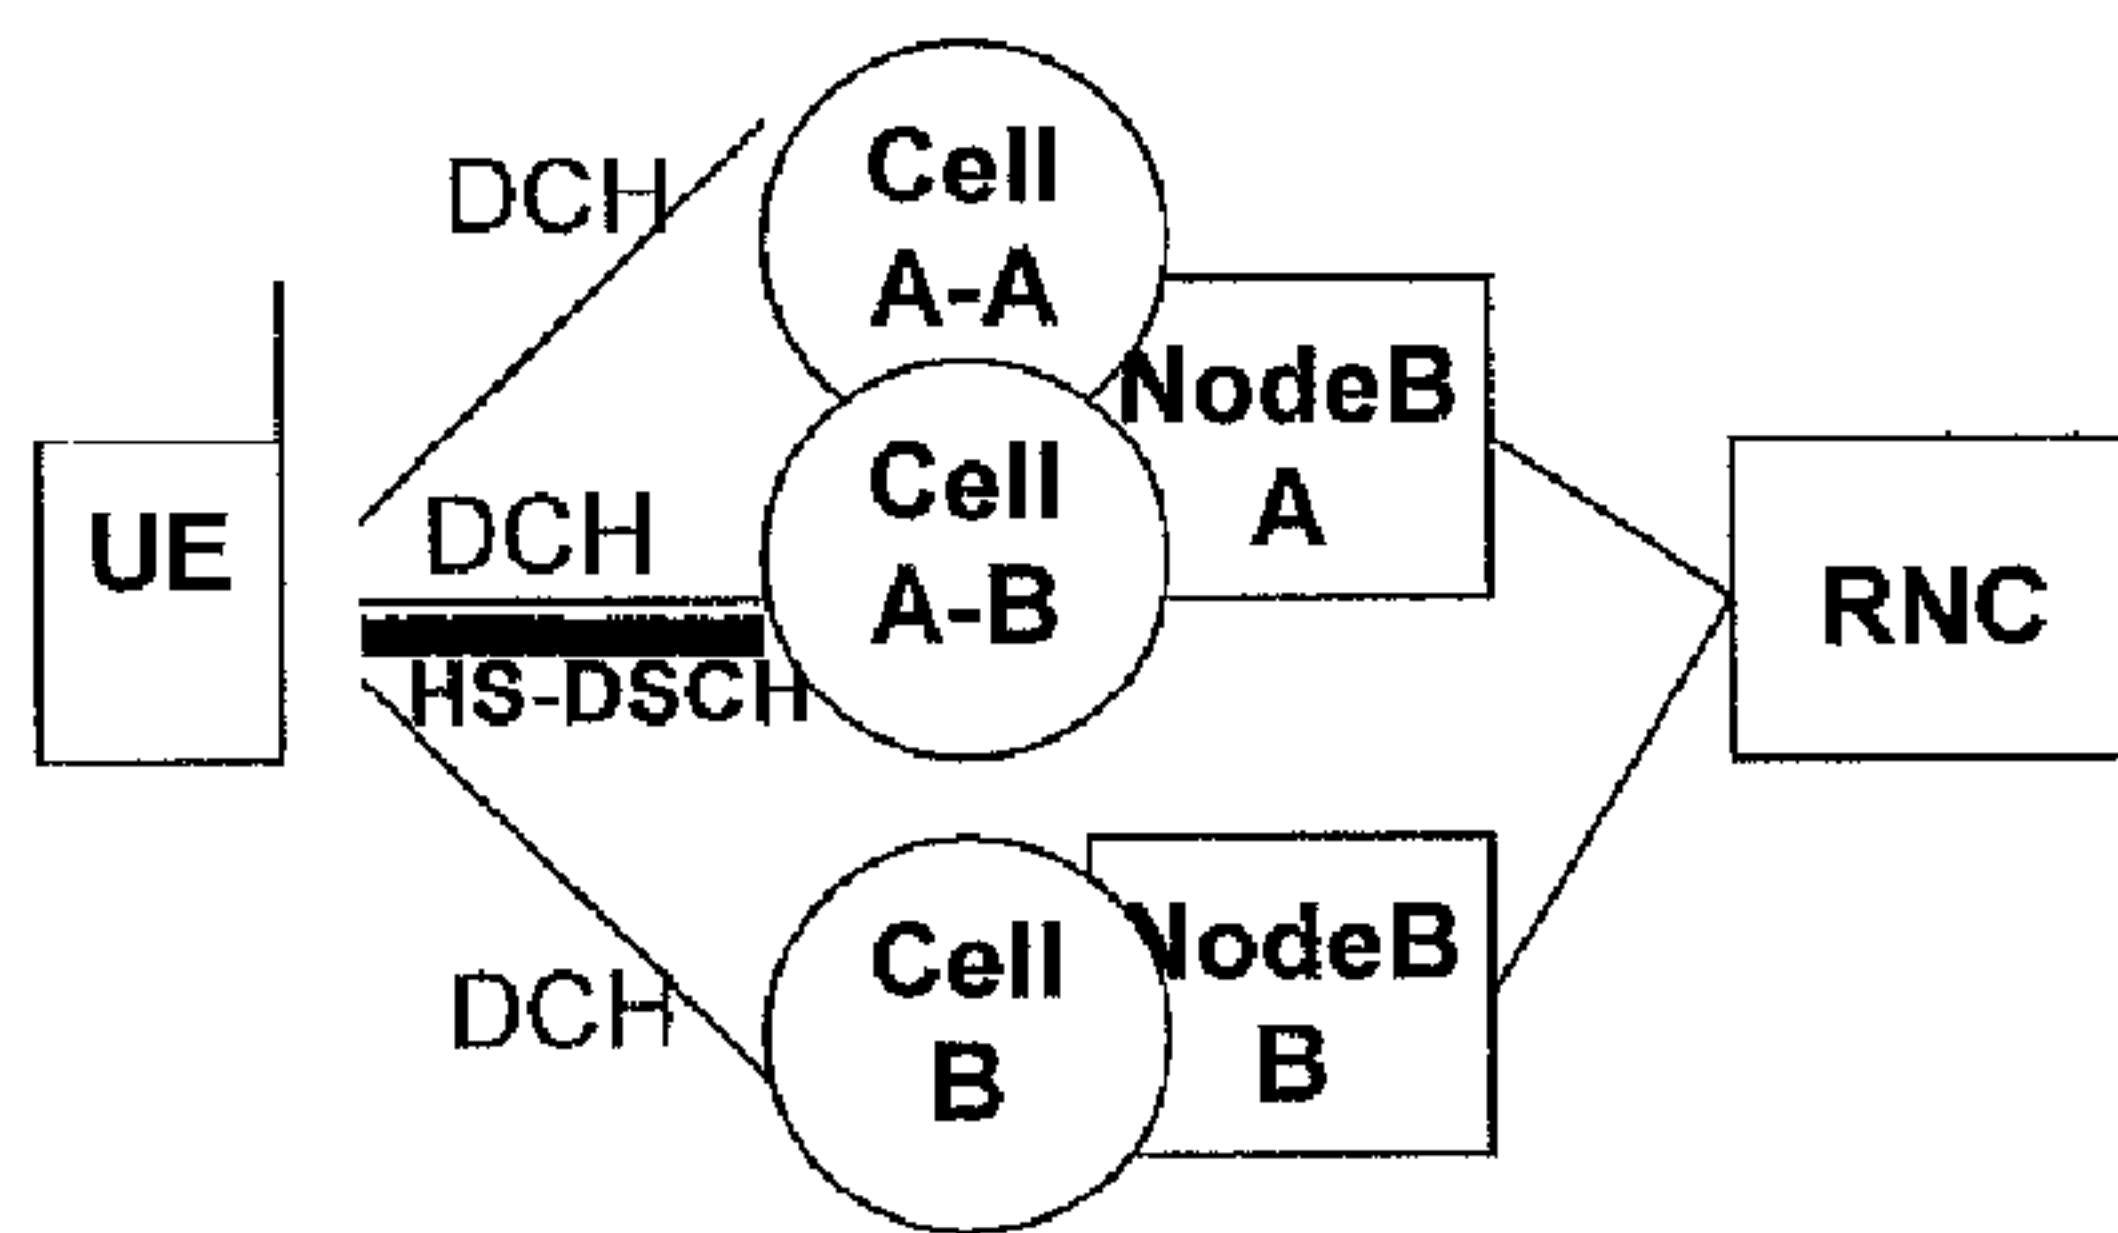 DCH
Cell
A-A
NodeB
A
UE
DCH
Cell
A-B
HS-DSCH
RNC
DCH
Cell
B
NodeB
B